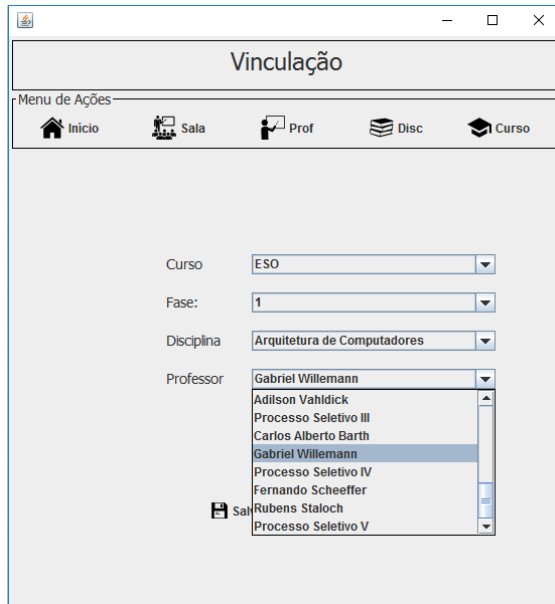 Vinculação
Menu de Ações
Inicio Sala Prof Disc Curso
Curso ESO
Fase: 1
Disciplina Arquitetura de Computadores
Professor Gabriel Willemann
Adilson Vahldick
Processo Seletivo III
Carlos Alberto Barth
Gabriel Willemann
Processo Seletivo IV
Fernando Scheeffer
Rubens Staloch
Processo Seletivo V